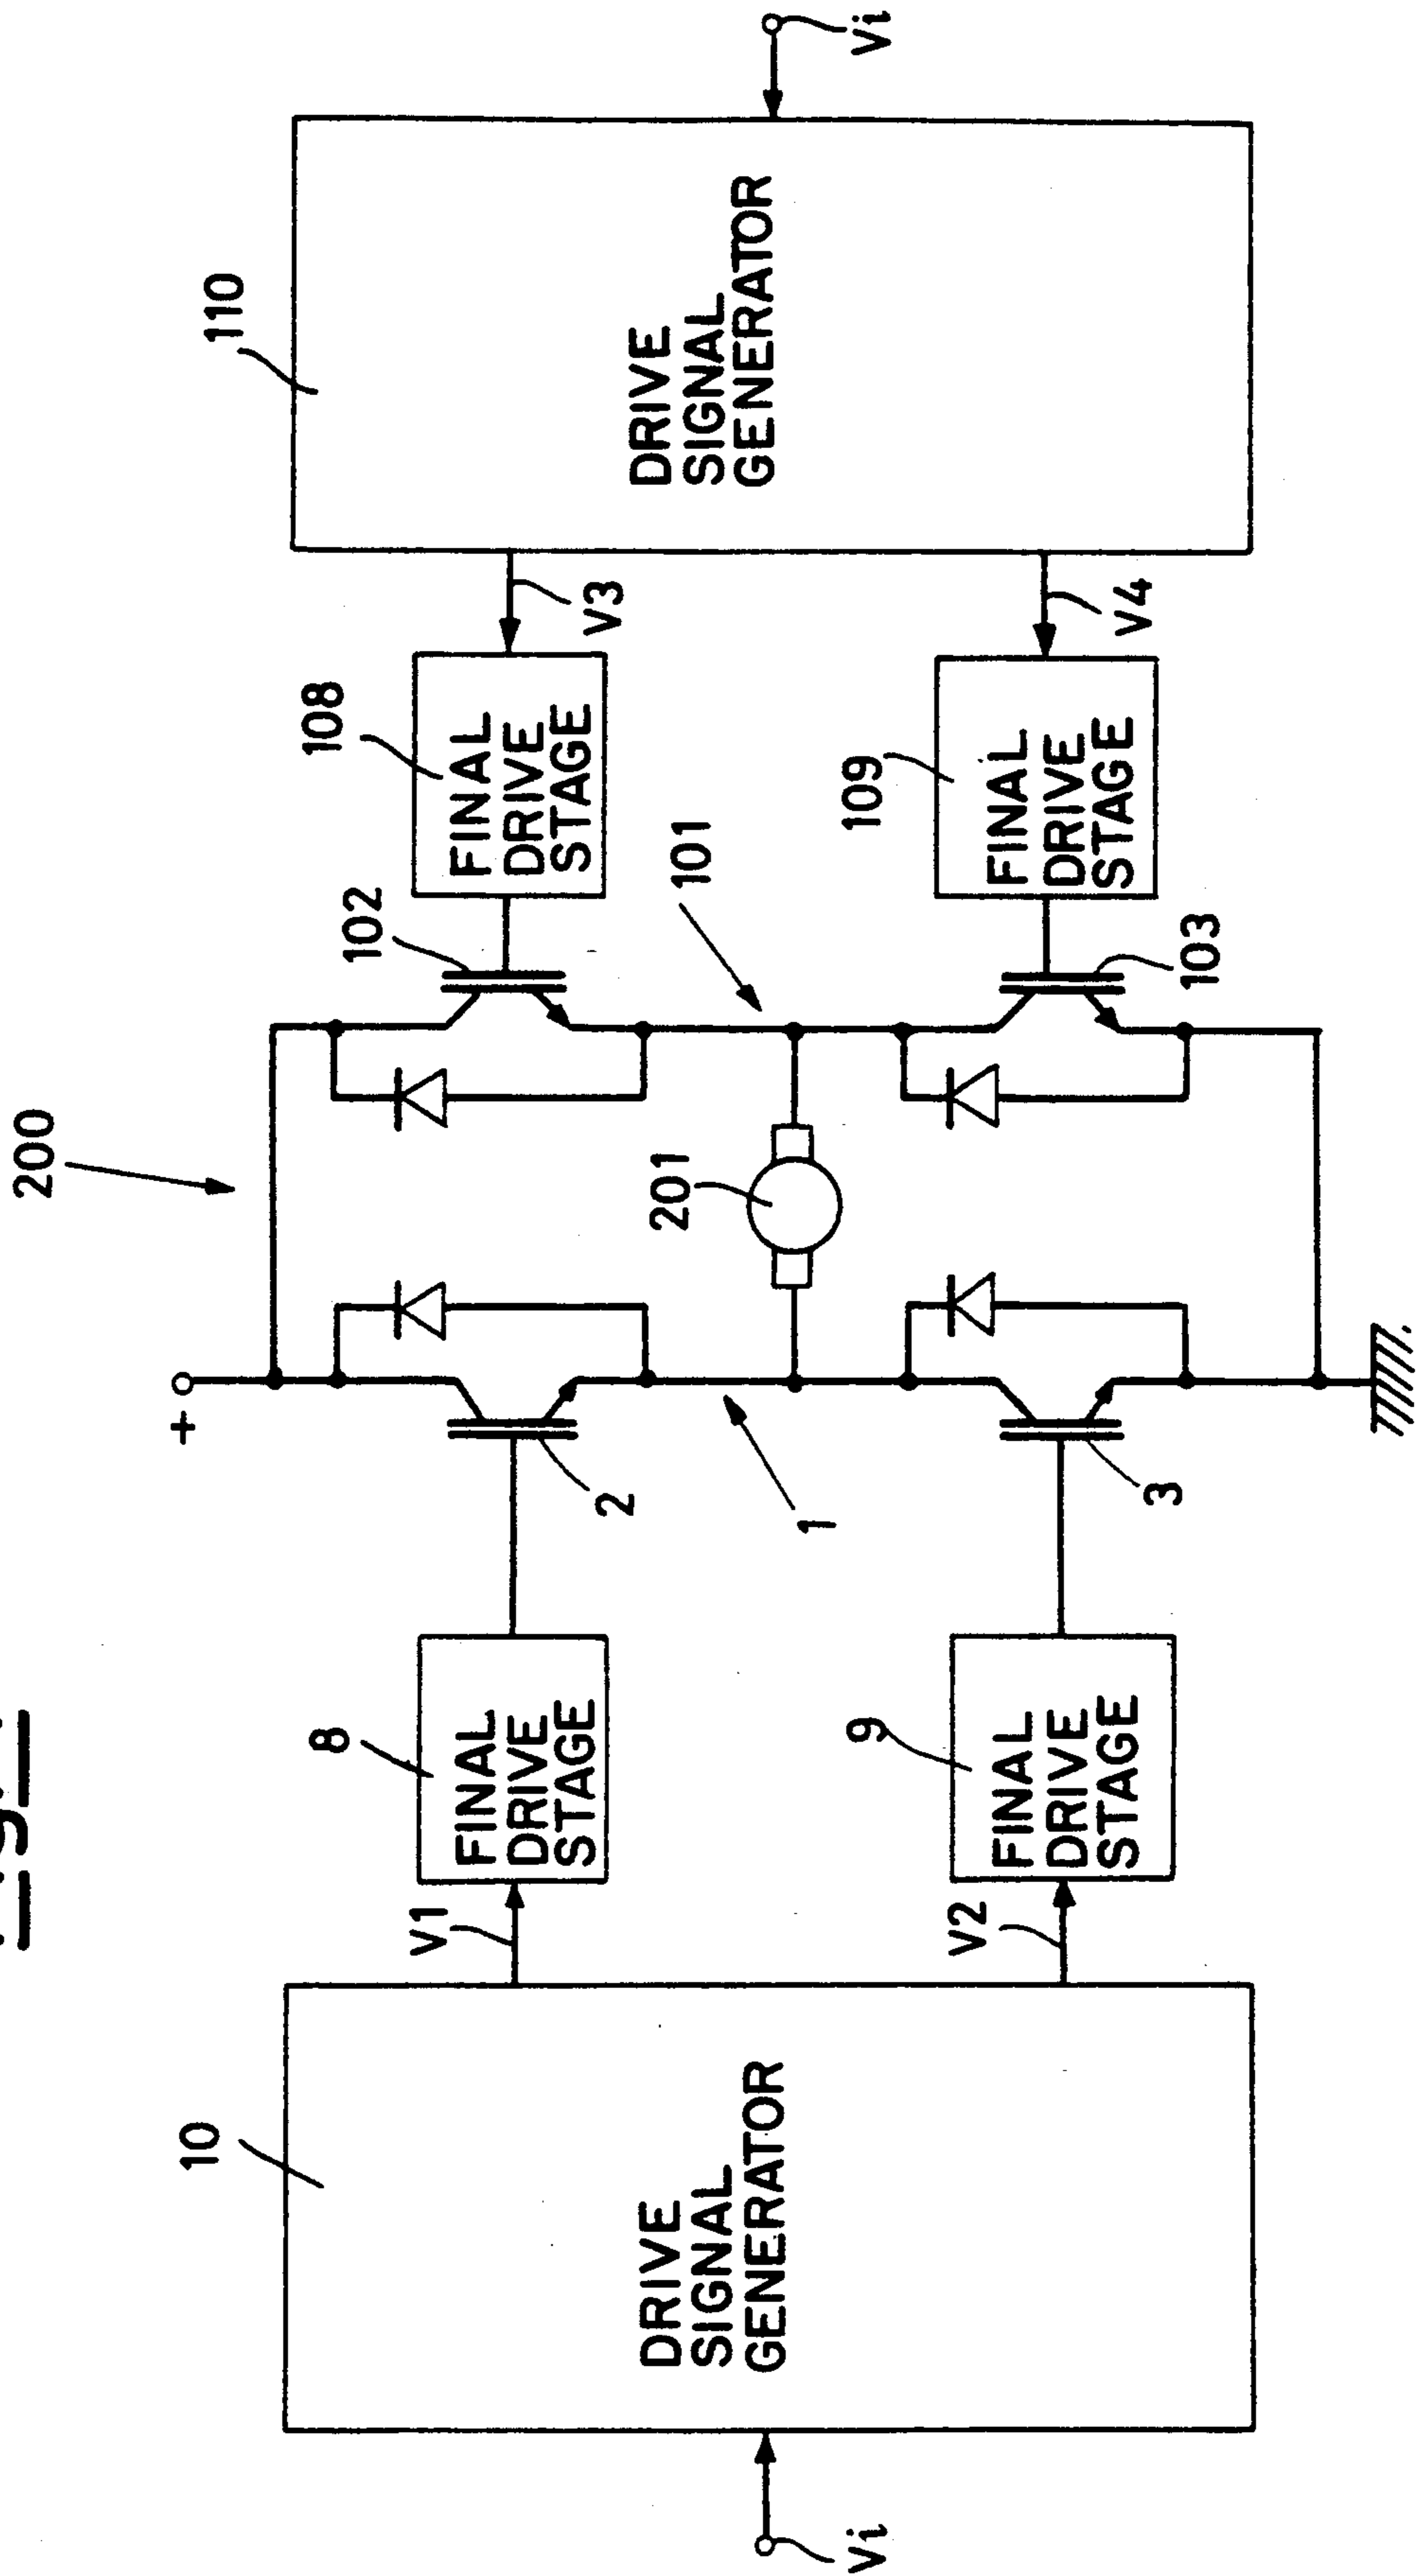 200
+
10
110
8
102
108
V1
FINAL
DRIVE
STAGE
FINAL
DRIVE
STAGE
V3
2
201
101
DRIVE
SIGNAL
GENERATOR
DRIVE
SIGNAL
GENERATOR
1
Vi
Vi
9
109
V2
FINAL
DRIVE
STAGE
FINAL
DRIVE
STAGE
V4
3
103